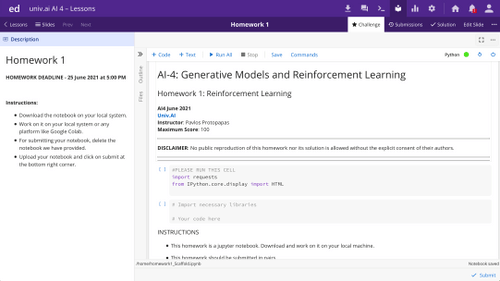 ed univ.ai AI 4 – Lessons
Lessons Slides Prev Next Homework 1 Challenge Submissions Solution Edit Slide
Description
Homework 1
HOMEWORK DEADLINE - 25 June 2021 at 5:00 PM
Instructions:
Download the notebook on your local system.
Work on it on your local system or any
platform like Google Colab.
For submitting your notebook, delete the
notebook we have provided.
Upload your notebook and click on submit at
the bottom right corner.
Outline
Files
+ Code + Text Run All Stop Save Commands Python
AI-4: Generative Models and Reinforcement Learning
Homework 1: Reinforcement Learning
AI4 June 2021
Univ.AI
Instructor: Pavlos Protopapas
Maximum Score: 100
DISCLAIMER: No public reproduction of this homework nor its solution is allowed without the explicit consent of their authors.
[ ] #PLEASE RUN THIS CELL
import requests
from IPython.core.display import HTML
[ ] # Import necessary libraries
# Your code here
INSTRUCTIONS
This homework is a jupyter notebook. Download and work on it on your local machine.
This homework should be submitted in pairs.
Notebook saved
Submit